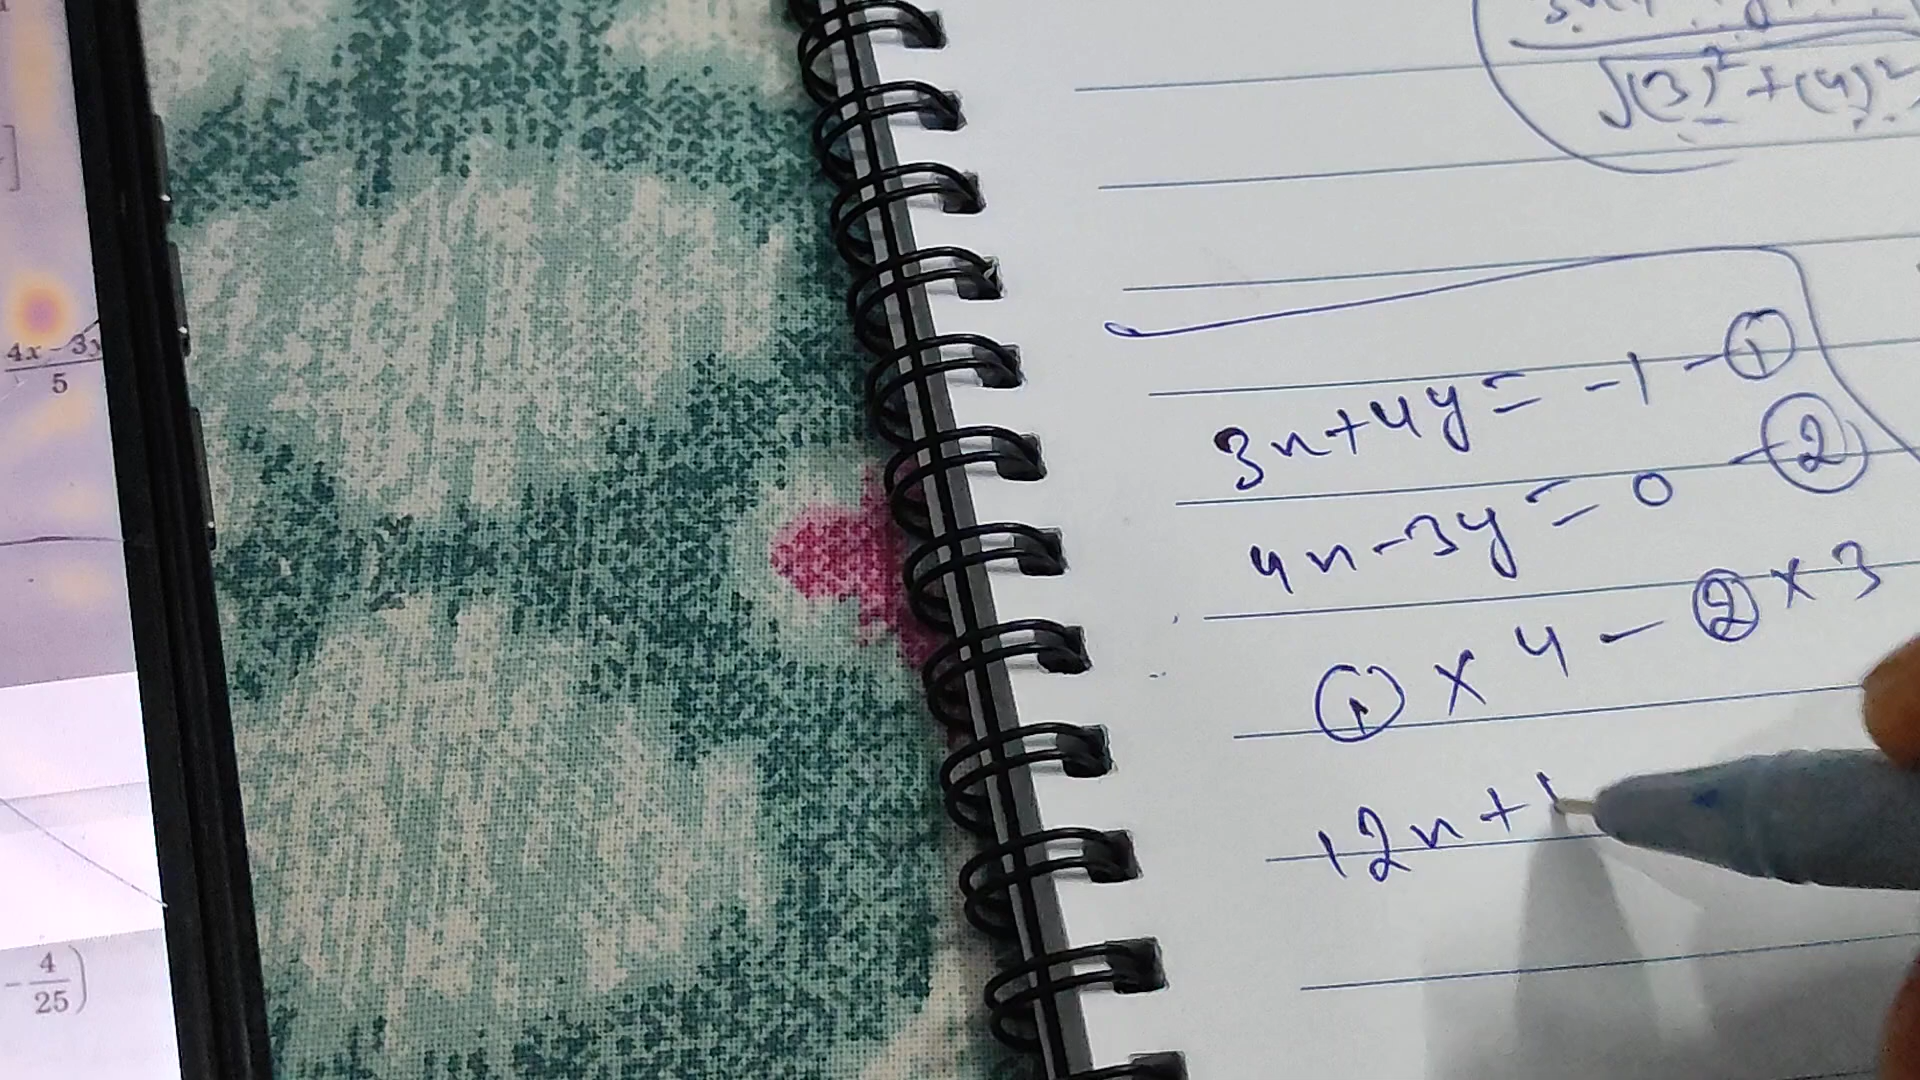 ]
4x - 3y
5
- 4
25 )
√(3)² + (4)²
3x + 4y = -1 - ①
4x - 3y = 0 - ②
① × 4 - ② × 3
12x + 1